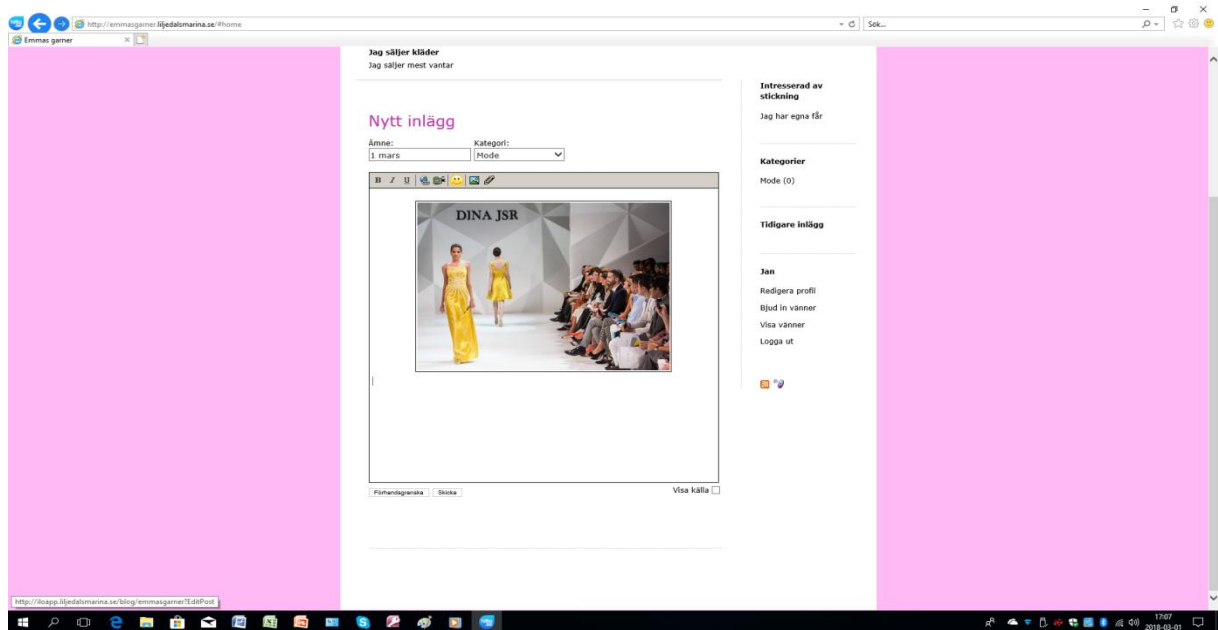 http://emmasgarner.liljedalsmarina.se/#home
Sök...
Emmas garner
Jag säljer kläder
Jag säljer mest vantar
Nytt inlägg
Ämne:
Kategori:
1 mars
Mode
B I U
DINA JSR
Förhandsgranska
Skicka
Visa källa
Intresserad av
stickning
Jag har egna får
Kategorier
Mode (0)
Tidigare inlägg
Jan
Redigera profil
Bjud in vänner
Visa vänner
Logga ut
http://iloapp.liljedalsmarina.se/blog/emmasgarner?EditPost
17:07
2018-03-01